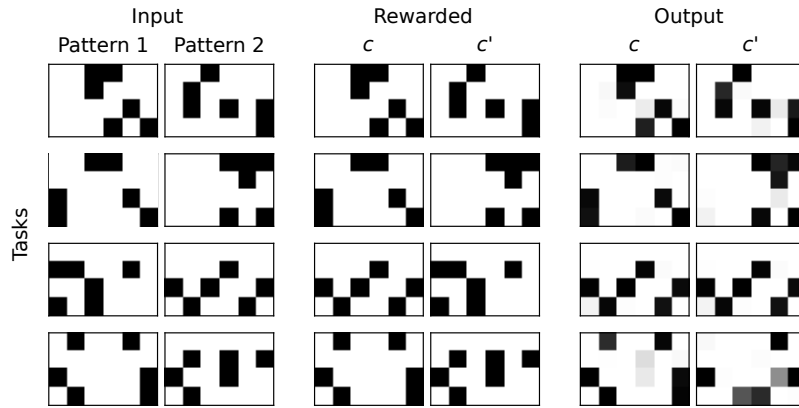 Input Rewarded Output
Pattern 1 Pattern 2 c c' c c'
Tasks